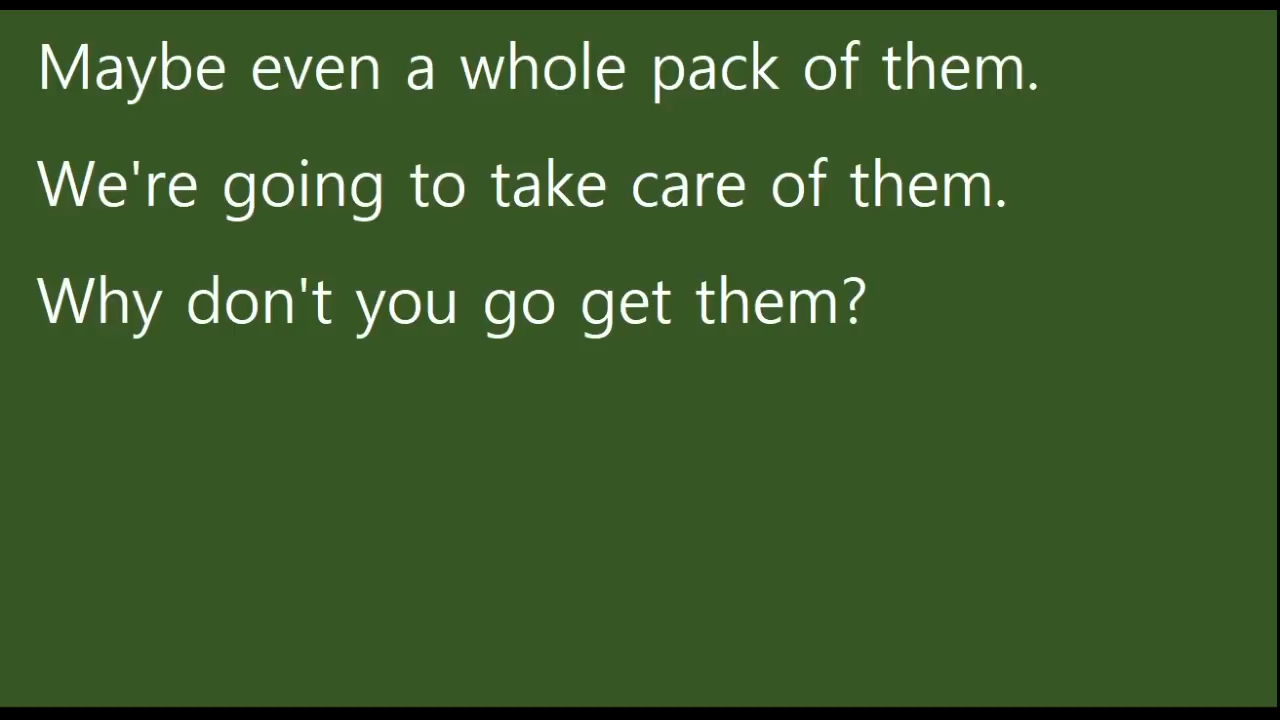 Maybe even a whole pack of them.
We're going to take care of them.
Why don't you go get them?